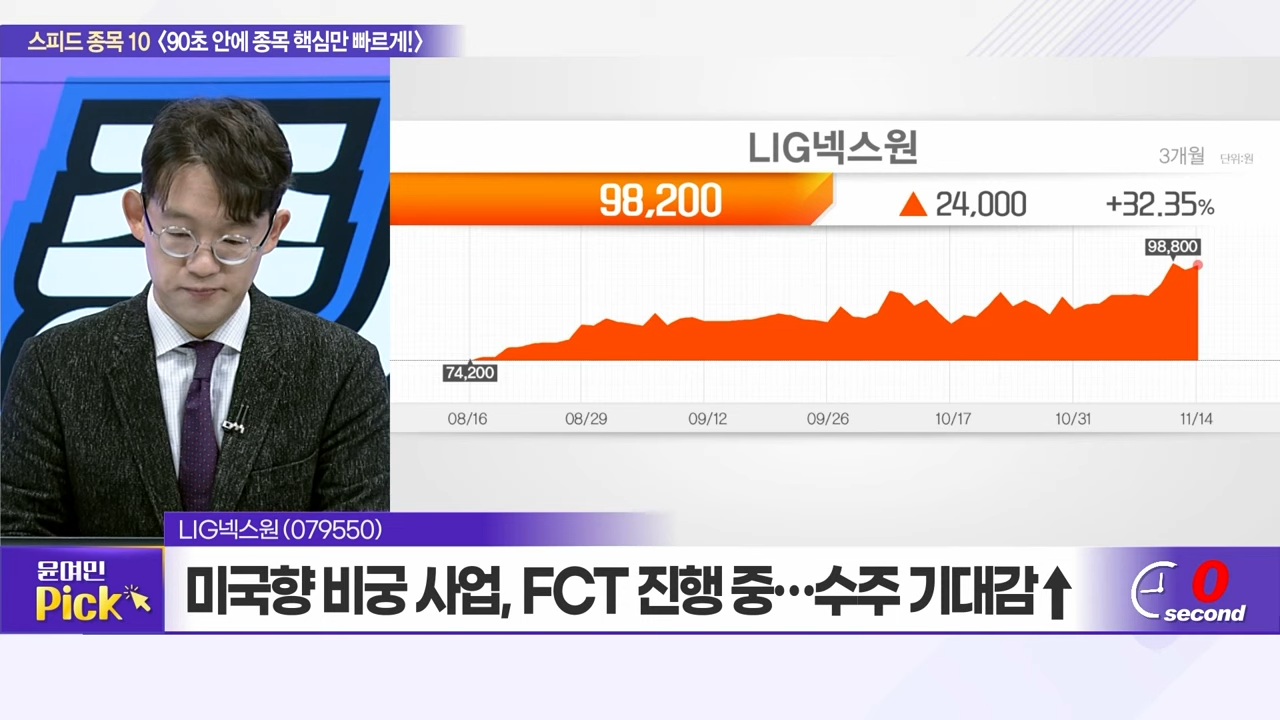 스피드 종목 10 〈90초 안에 종목 핵심만 빠르게!〉
LIG넥스원
3개월 단위:원
98,200 ▲ 24,000 +32.35%
98,800
74,200
08/16 08/29 09/12 09/26 10/17 10/31 11/14
LIG넥스원(079550)
윤여민
Pick
미국향 비궁 사업, FCT 진행 중…수주 기대감↑
0
second